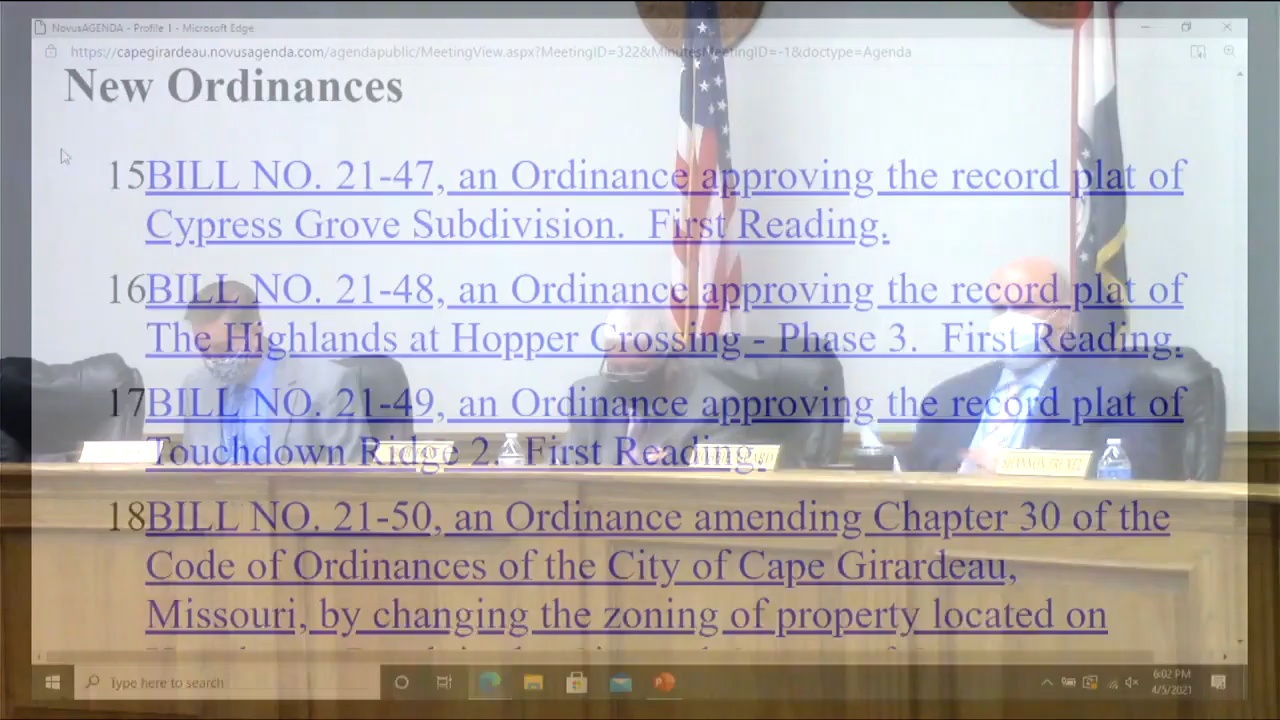 NovusAGENDA - Profile 1 - Microsoft Edge
https://capegirardeau.novusagenda.com/agendapublic/MeetingView.aspx?MeetingID=322&MinutesMeetingID=-1&doctype=Agenda
New Ordinances
15BILL NO. 21-47, an Ordinance approving the record plat of
Cypress Grove Subdivision.  First Reading.
16BILL NO. 21-48, an Ordinance approving the record plat of
The Highlands at Hopper Crossing - Phase 3.  First Reading.
17BILL NO. 21-49, an Ordinance approving the record plat of
Touchdown Ridge 2.  First Reading.
SHANNON TRUXEL
18BILL NO. 21-50, an Ordinance amending Chapter 30 of the
Code of Ordinances of the City of Cape Girardeau,
Missouri, by changing the zoning of property located on
Type here to search
6:02 PM
4/5/2021